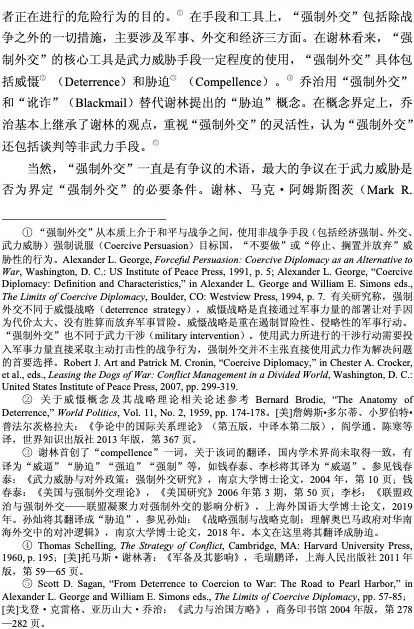 者正在进行的危险行为的目的。① 在手段和工具上，“强制外交”包括除战
争之外的一切措施，主要涉及军事、外交和经济三方面。在谢林看来，“强
制外交”的核心工具是武力威胁手段一定程度的使用，“强制外交”具体包
括威慑②（Deterrence）和胁迫③（Compellence）。④ 乔治用“强制外交”
和“讹诈”（Blackmail）替代谢林提出的“胁迫”概念。在概念界定上，乔
治基本上继承了谢林的观点，重视“强制外交”的灵活性，认为“强制外交”
还包括谈判等非武力手段。⑤
当然，“强制外交”一直是有争议的术语，最大的争议在于武力威胁是
否为界定“强制外交”的必要条件。谢林、马克·阿姆斯图茨（Mark R.
① “强制外交”从本质上介于和平与战争之间，使用非战争手段（包括经济强制、外交、
武力威胁）强制说服（Coercive Persuasion）目标国，“不要做”或“停止、搁置并放弃”威
胁性的行为。Alexander L. George, Forceful Persuasion: Coercive Diplomacy as an Alternative to
War, Washington, D. C.: US Institute of Peace Press, 1991, p. 5; Alexander L. George, “Coercive
Diplomacy: Definition and Characteristics,” in Alexander L. George and William E. Simons eds.,
The Limits of Coercive Diplomacy, Boulder, CO: Westview Press, 1994, p. 7. 有关研究称，强制
外交不同于威慑战略（deterrence strategy），威慑战略是直接通过军事力量的部署让对手因
为代价太大、没有胜算而放弃军事冒险。威慑战略是重在遏制冒险性、侵略性的军事行动。
“强制外交”也不同于武力干涉（military intervention），使用武力所进行的干涉行动需要投
入军事力量直接采取主动打击性的战争行为，强制外交并不主张直接使用武力作为解决问题
的首要选择。Robert J. Art and Patrick M. Cronin, “Coercive Diplomacy,” in Chester A. Crocker,
et al., eds., Leasing the Dogs of War: Conflict Management in a Divided World, Washington, D. C.:
United States Institute of Peace Press, 2007, pp. 299-319.
② 关于威慑概念及其战略理论相关论述参考 Bernard Brodie, “The Anatomy of
Deterrence,” World Politics, Vol. 11, No. 2, 1959, pp. 174-178。[美]詹姆斯·多尔蒂、小罗伯特·
普法尔茨格拉夫：《争论中的国际关系理论》（第五版，中译本第二版），阎学通、陈寒等
译，世界知识出版社 2013 年版，第 367 页。
③ 谢林首创了“compellence”一词，关于该词的翻译，国内学术界尚未取得一致，有
译为“威逼”“胁迫”“强迫”“强制”等，如钱春泰、李杉将其译为“威逼”。参见钱春
泰：《武力威胁与对外政策：强制外交研究》，南京大学博士论文，2004 年，第 10 页；钱
春泰：《美国与强制外交理论》，《美国研究》2006 年第 3 期，第 50 页；李杉：《联盟政
治与强制外交——联盟凝聚力对强制外交的影响分析》，上海外国语大学博士论文，2019
年。孙灿将其翻译成“胁迫”，参见孙灿：《战略强制与战略克制：理解奥巴马政府对华南
海外交中的对冲逻辑》，南京大学博士论文，2018 年。本文在这里将其翻译成胁迫。
④ Thomas Schelling, The Strategy of Conflict, Cambridge, MA: Harvard University Press,
1960, p. 195；[美]托马斯·谢林著：《军备及其影响》，毛瑞鹏译，上海人民出版社 2011 年
版，第 59—65 页。
⑤ Scott D. Sagan, “From Deterrence to Coercion to War: The Road to Pearl Harbor,” in
Alexander L. George and William E. Simons eds., The Limits of Coercive Diplomacy, pp. 57-85；
[美]戈登·克雷格、亚历山大·乔治：《武力与治国方略》，商务印书馆 2004 年版，第 278
—282 页。